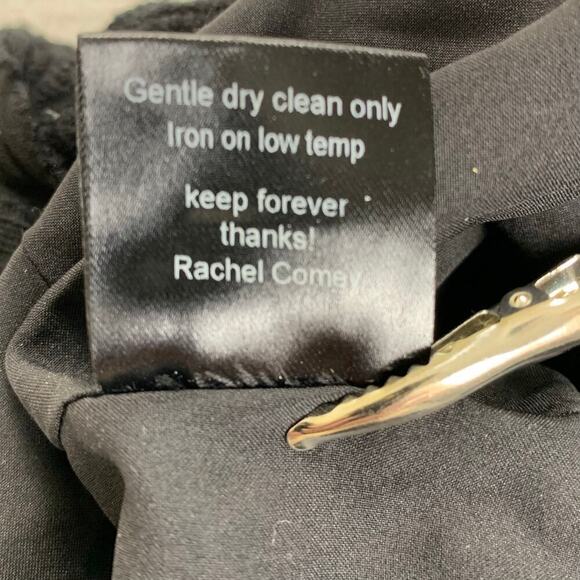 Gentle dry clean only
Iron on low temp
keep forever
thanks!
Rachel Comey